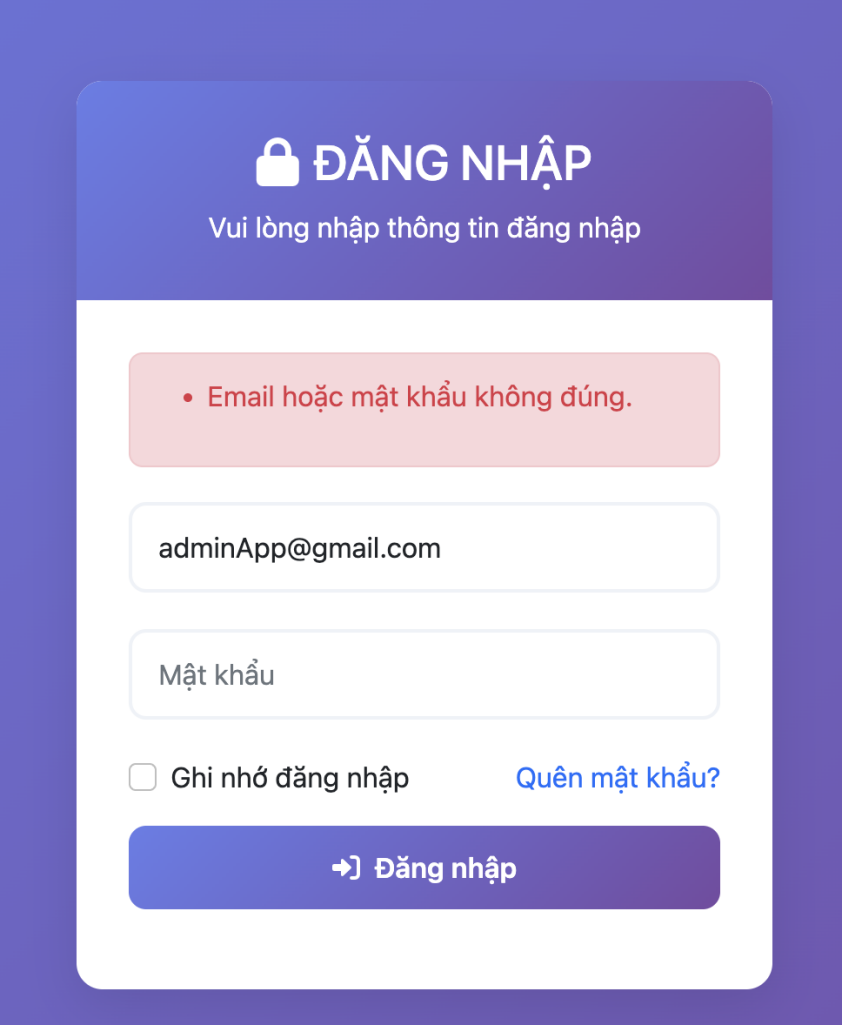 ĐĂNG NHẬP
Vui lòng nhập thông tin đăng nhập
• Email hoặc mật khẩu không đúng.
adminApp@gmail.com
Mật khẩu
Ghi nhớ đăng nhập
Quên mật khẩu?
Đăng nhập